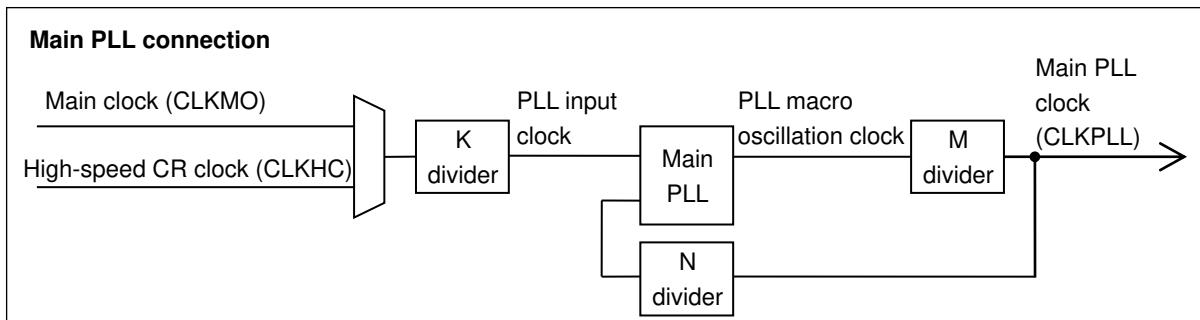 Main PLL connection
Main clock (CLKMO)
High-speed CR clock (CLKHC)
K
divider
PLL input
clock
Main
PLL
PLL macro
oscillation clock
M
divider
Main PLL
clock
(CLKPLL)
N
divider